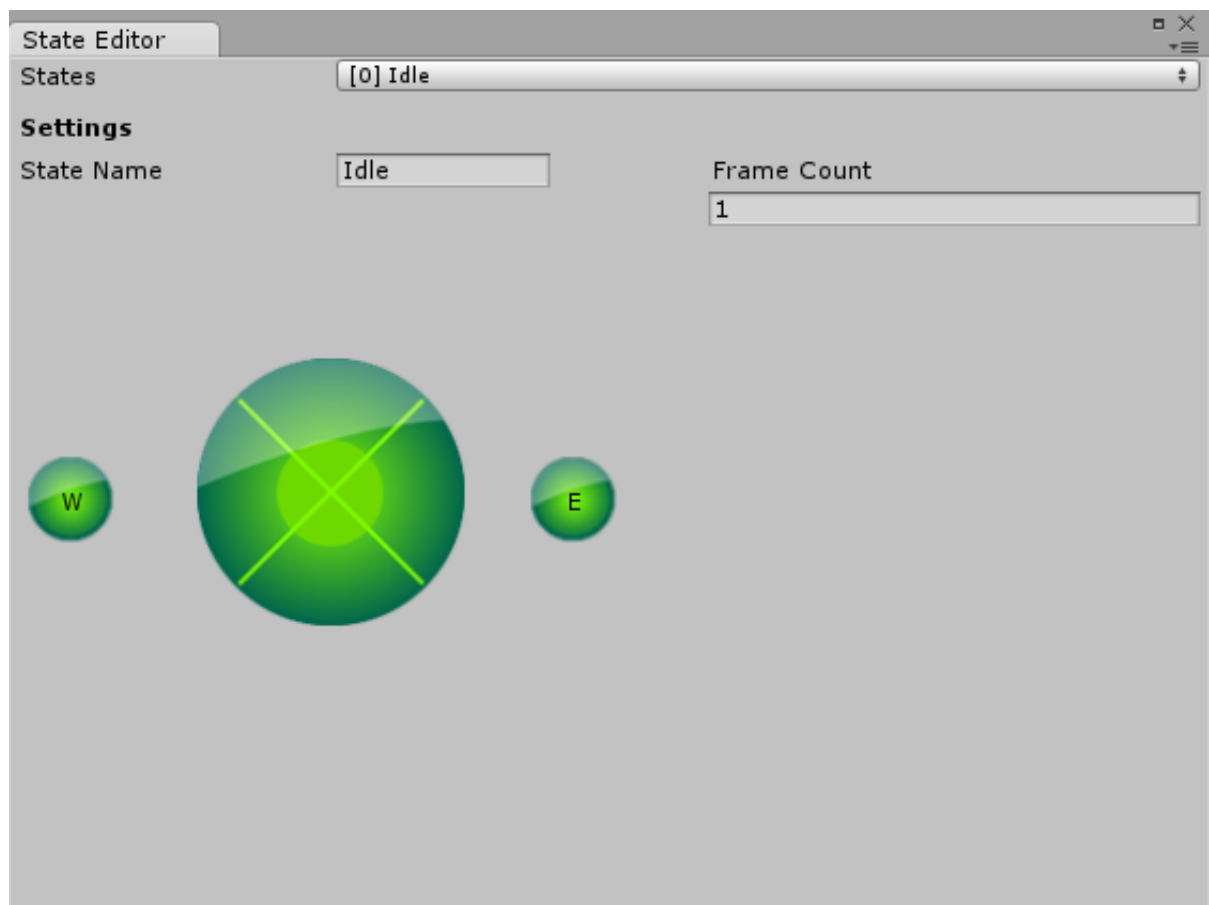 State Editor
States [0] Idle
Settings
State Name Idle Frame Count
1
W E